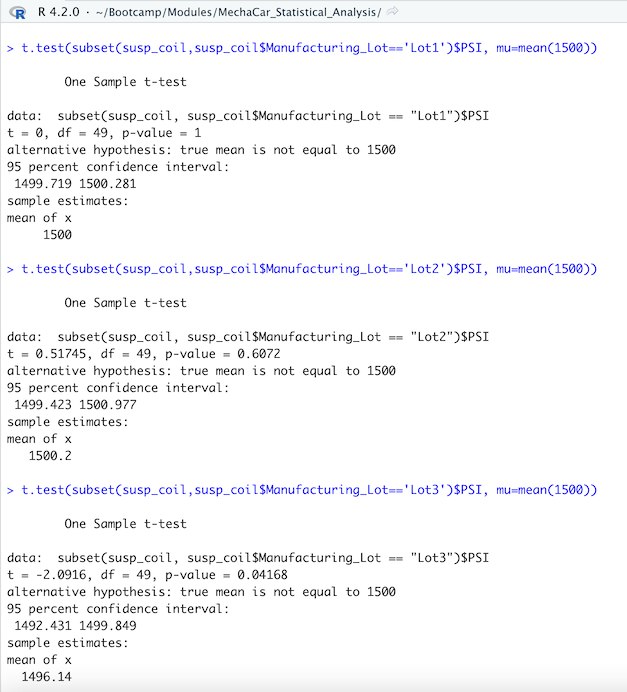 R R 4.2.0 · ~/Bootcamp/Modules/MechaCar_Statistical_Analysis/
> t.test(subset(susp_coil,susp_coil$Manufacturing_Lot=='Lot1')$PSI, mu=mean(1500))
One Sample t-test
data:  subset(susp_coil, susp_coil$Manufacturing_Lot == "Lot1")$PSI
t = 0, df = 49, p-value = 1
alternative hypothesis: true mean is not equal to 1500
95 percent confidence interval:
1499.719 1500.281
sample estimates:
mean of x
1500
> t.test(subset(susp_coil,susp_coil$Manufacturing_Lot=='Lot2')$PSI, mu=mean(1500))
One Sample t-test
data:  subset(susp_coil, susp_coil$Manufacturing_Lot == "Lot2")$PSI
t = 0.51745, df = 49, p-value = 0.6072
alternative hypothesis: true mean is not equal to 1500
95 percent confidence interval:
1499.423 1500.977
sample estimates:
mean of x
1500.2
> t.test(subset(susp_coil,susp_coil$Manufacturing_Lot=='Lot3')$PSI, mu=mean(1500))
One Sample t-test
data:  subset(susp_coil, susp_coil$Manufacturing_Lot == "Lot3")$PSI
t = -2.0916, df = 49, p-value = 0.04168
alternative hypothesis: true mean is not equal to 1500
95 percent confidence interval:
1492.431 1499.849
sample estimates:
mean of x
1496.14